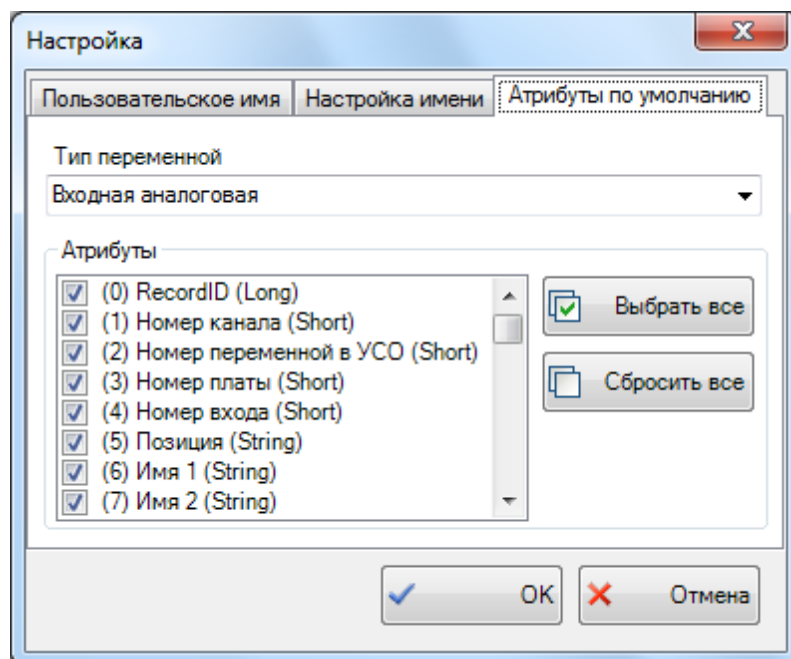 Настройка
Пользовательское имя Настройка имени Атрибуты по умолчанию
Тип переменной
Входная аналоговая
Атрибуты
(0) RecordID (Long)
(1) Номер канала (Short)
(2) Номер переменной в УСО (Short)
(3) Номер платы (Short)
(4) Номер входа (Short)
(5) Позиция (String)
(6) Имя 1 (String)
(7) Имя 2 (String)
Выбрать все
Сбросить все
OK Отмена